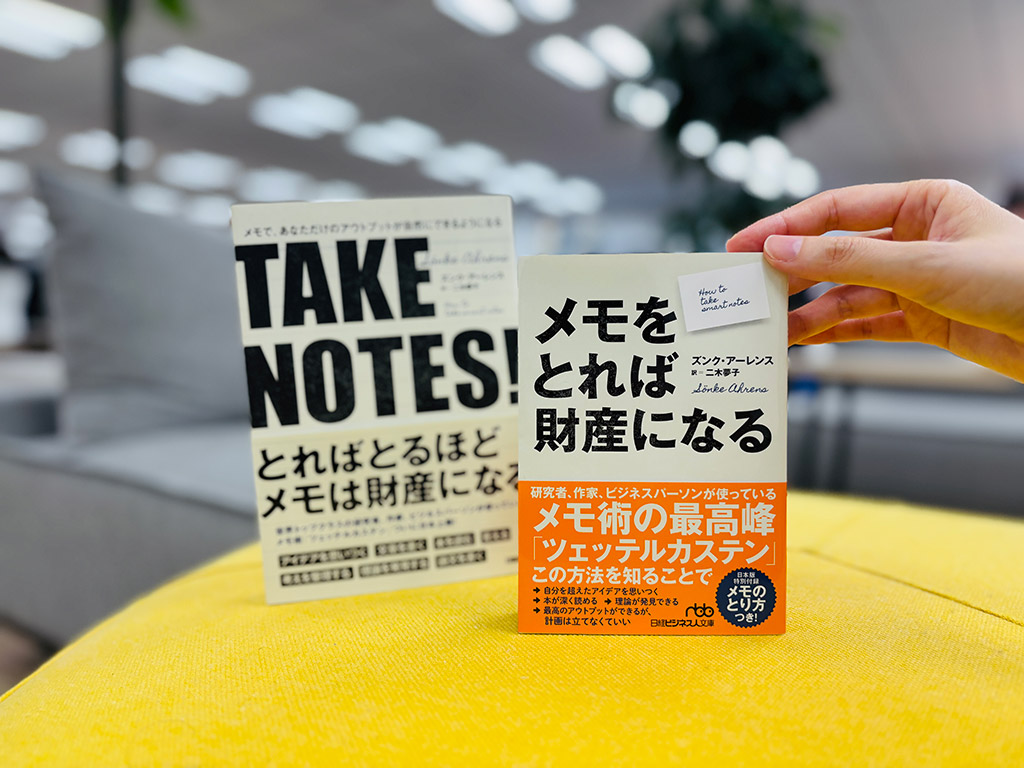 メモで、あなただけのアウトプットが自然にできるようになる
TAKE
NOTES!
Sönke Ahrens
ズンク・アーレンス
とればとるほど
メモは財産になる
How to
take
smart notes
メモを
とれば
財産になる
ズンク・アーレンス
訳=二木夢子
Sönke Ahrens
研究者、作家、ビジネスパーソンが使っている
メモ術の最高峰
「ツェッテルカステン」
この方法を知ることで
➔ 自分を超えたアイデアを思いつく
➔ 本が深く読める ➔ 理論が発見できる
➔ 最高のアウトプットができるが、
計画は立てなくていい
日本版
特別付録
メモの
とり方
つき!
nbb
日経ビジネス人文庫